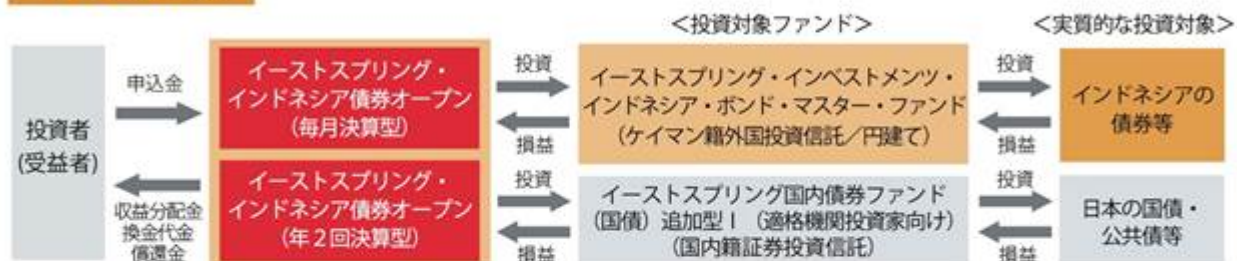 ＜投資対象ファンド＞
＜実質的な投資対象＞
投資者
(受益者)
申込金
収益分配金
換金代金
償還金
イーストスプリング・
インドネシア債券オープン
(毎月決算型)
イーストスプリング・
インドネシア債券オープン
(年２回決算型)
投資
損益
投資
損益
イーストスプリング・インベストメンツ・
インドネシア・ボンド・マスター・ファンド
(ケイマン籍外国投資信託／円建て)
イーストスプリング国内債券ファンド
(国債）追加型Ⅰ（適格機関投資家向け)
(国内籍証券投資信託)
投資
損益
投資
損益
インドネシアの
債券等
日本の国債・
公共債等